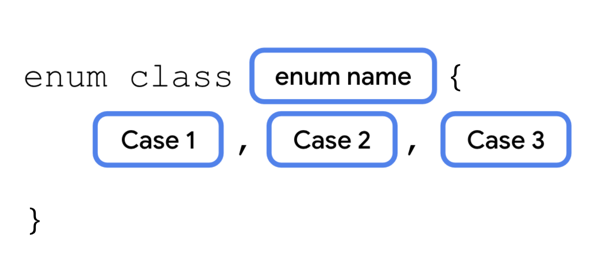 enum class enum name {
Case 1 , Case 2 , Case 3
}